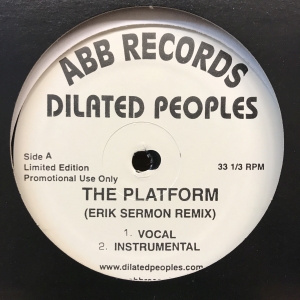 ABB RECORDS
DILATED PEOPLES
Side A
Limited Edition
Promotional Use Only
33 1/3 RPM
THE PLATFORM
(ERIK SERMON REMIX)
1. VOCAL
2. INSTRUMENTAL
www.dilatedpeoples.com